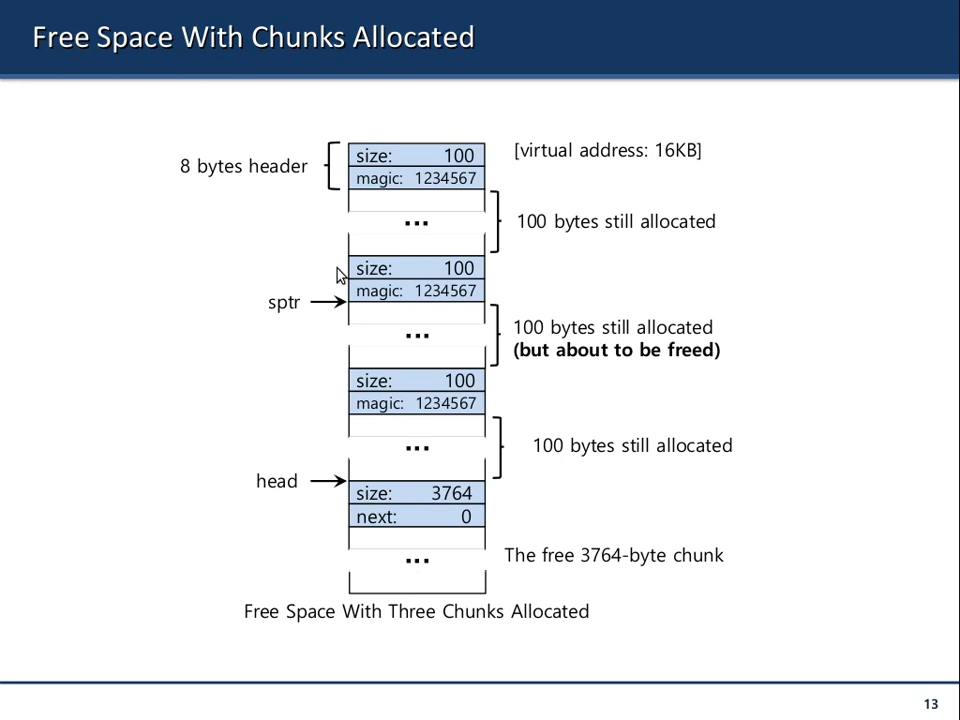 Free Space With Chunks Allocated
8 bytes header
size: 100
magic: 1234567
[virtual address: 16KB]
...
100 bytes still allocated
size: 100
magic: 1234567
sptr
...
100 bytes still allocated
(but about to be freed)
size: 100
magic: 1234567
...
100 bytes still allocated
head
size: 3764
next: 0
...
The free 3764-byte chunk
Free Space With Three Chunks Allocated
13